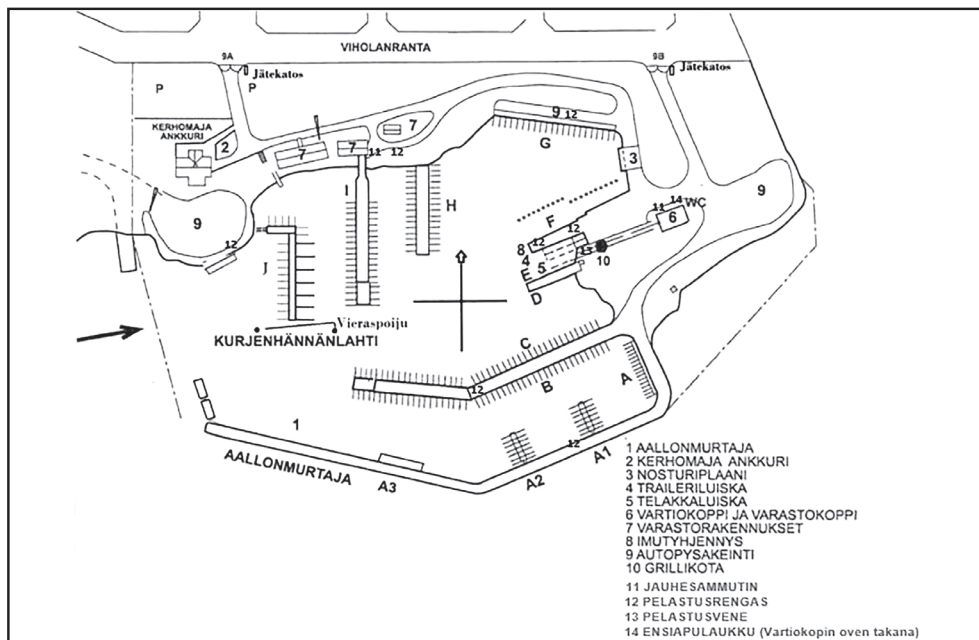 VIHOLANRANTA
9A
Jätekatos
9B
Jätekatos
P
P
KERHOMAJA
ANKKURI
2
7
7
7
11
12
9
12
G
3
I
H
9
12
J
F
12
12
8
4
5
E
D
13
10
11
14
WC
6
9
Vieraspoiju
KURJENHÄNNÄNLAHTI
C
B
A
12
1
AALLONMURTAJA
A3
A2
12
A1
1 AALLONMURTAJA
2 KERHOMAJA ANKKURI
3 NOSTURIPLAANI
4 TRAILERILUISKA
5 TELAKKALUISKA
6 VARTIOKOPPI JA VARASTOKOPPI
7 VARASTORAKENNUKSET
8 IMUTYHJENNYS
9 AUTOPYSAKEINTI
10 GRILLIKOTA
11 JAUHESAMMUTIN
12 PELASTUSRENGAS
13 PELASTUSVENE
14 ENSIAPULAUKKU (Vartiokopin oven takana)